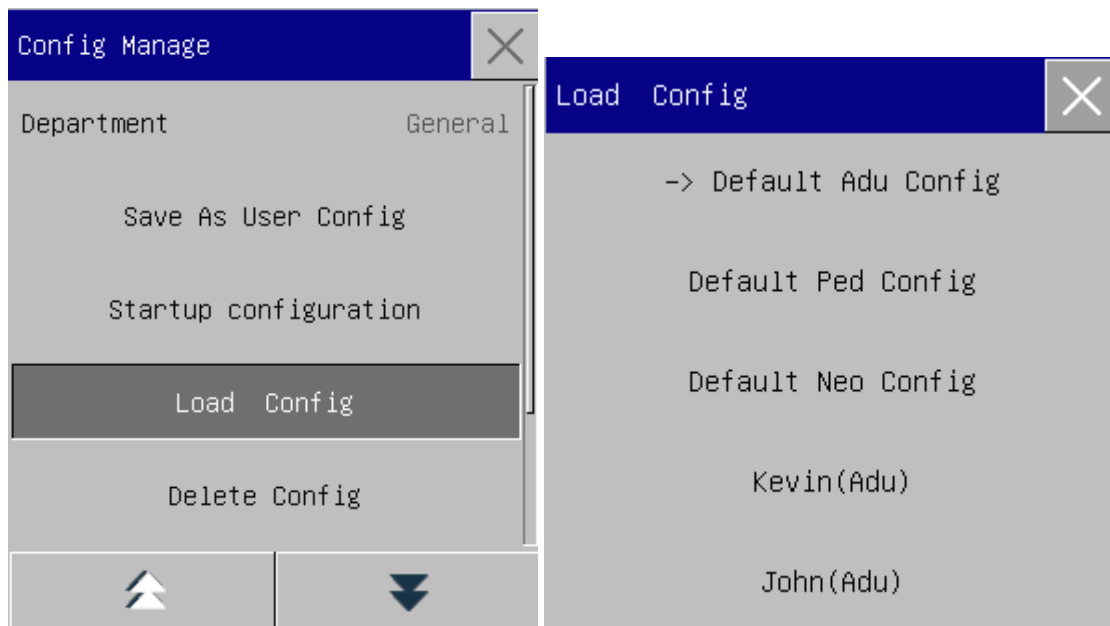 Config Manage
Department General
Save As User Config
Startup configuration
Load Config
Delete Config
Load Config
-> Default Adu Config
Default Ped Config
Default Neo Config
Kevin(Adu)
John(Adu)